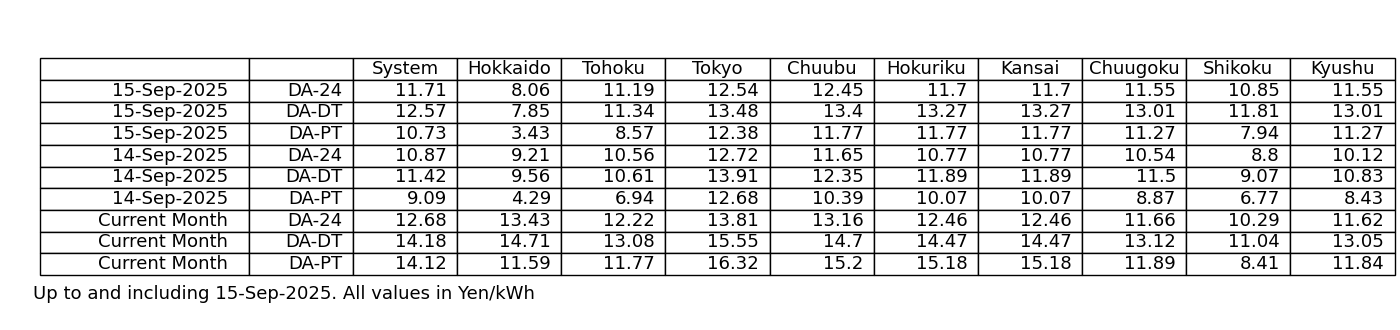 System Hokkaido Tohoku Tokyo Chuubu Hokuriku Kansai Chuugoku Shikoku Kyushu
15-Sep-2025 DA-24 11.71 8.06 11.19 12.54 12.45 11.7 11.7 11.55 10.85 11.55
15-Sep-2025 DA-DT 12.57 7.85 11.34 13.48 13.4 13.27 13.27 13.01 11.81 13.01
15-Sep-2025 DA-PT 10.73 3.43 8.57 12.38 11.77 11.77 11.77 11.27 7.94 11.27
14-Sep-2025 DA-24 10.87 9.21 10.56 12.72 11.65 10.77 10.77 10.54 8.8 10.12
14-Sep-2025 DA-DT 11.42 9.56 10.61 13.91 12.35 11.89 11.89 11.5 9.07 10.83
14-Sep-2025 DA-PT 9.09 4.29 6.94 12.68 10.39 10.07 10.07 8.87 6.77 8.43
Current Month DA-24 12.68 13.43 12.22 13.81 13.16 12.46 12.46 11.66 10.29 11.62
Current Month DA-DT 14.18 14.71 13.08 15.55 14.7 14.47 14.47 13.12 11.04 13.05
Current Month DA-PT 14.12 11.59 11.77 16.32 15.2 15.18 15.18 11.89 8.41 11.84
Up to and including 15-Sep-2025. All values in Yen/kWh